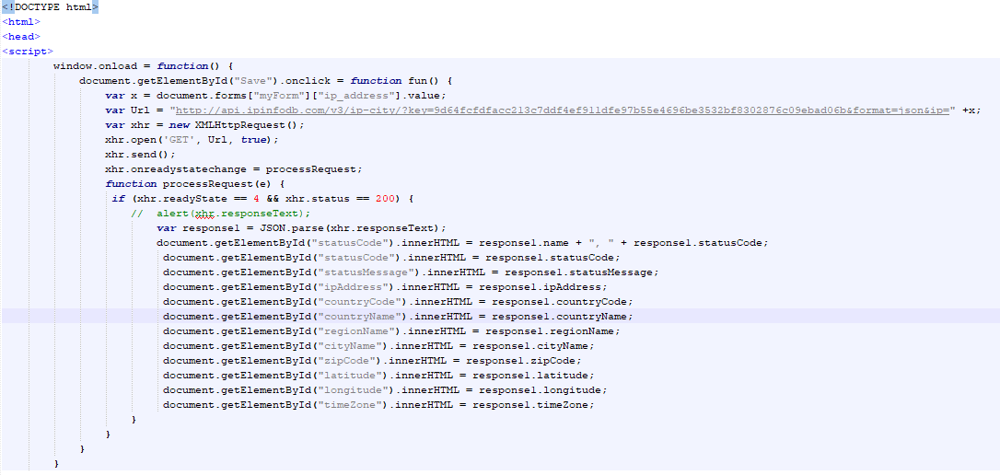 <!DOCTYPE html>
<html>
<head>
<script>
window.onload = function() {
document.getElementById("Save").onclick = function fun() {
var x = document.forms["myForm"]["ip_address"].value;
var Url = "http://api.ipinfodb.com/v3/ip-city/?key=9d64fcfdfacc213c7ddf4ef911dfe97b55e4696be3532bf8302876c09ebad06b&format=json&ip=" +x;
var xhr = new XMLHttpRequest();
xhr.open('GET', Url, true);
xhr.send();
xhr.onreadystatechange = processRequest;
function processRequest(e) {
if (xhr.readyState == 4 && xhr.status == 200) {
// alert(xhr.responseText);
var response1 = JSON.parse(xhr.responseText);
document.getElementById("statusCode").innerHTML = response1.name + ", " + response1.statusCode;
document.getElementById("statusCode").innerHTML = response1.statusCode;
document.getElementById("statusMessage").innerHTML = response1.statusMessage;
document.getElementById("ipAddress").innerHTML = response1.ipAddress;
document.getElementById("countryCode").innerHTML = response1.countryCode;
document.getElementById("countryName").innerHTML = response1.countryName;
document.getElementById("regionName").innerHTML = response1.regionName;
document.getElementById("cityName").innerHTML = response1.cityName;
document.getElementById("zipCode").innerHTML = response1.zipCode;
document.getElementById("latitude").innerHTML = response1.latitude;
document.getElementById("longitude").innerHTML = response1.longitude;
document.getElementById("timeZone").innerHTML = response1.timeZone;
}
}
}
}